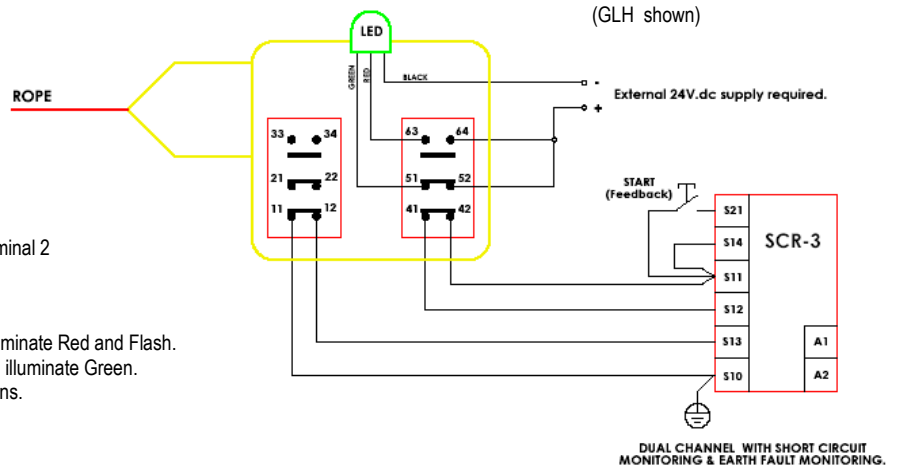 (GLH shown)
LED
GREEN
RED
BLACK
-
+
External 24V.dc supply required.
ROPE
33 34
21 22
11 12
63 64
51 52
41 42
START
(Feedback)
S21
S14
S11
S12
S13
S10
SCR-3
A1
A2
minal 2
minate Red and Flash.
illuminate Green.
ns.
DUAL CHANNEL WITH SHORT CIRCUIT
MONITORING & EARTH FAULT MONITORING.